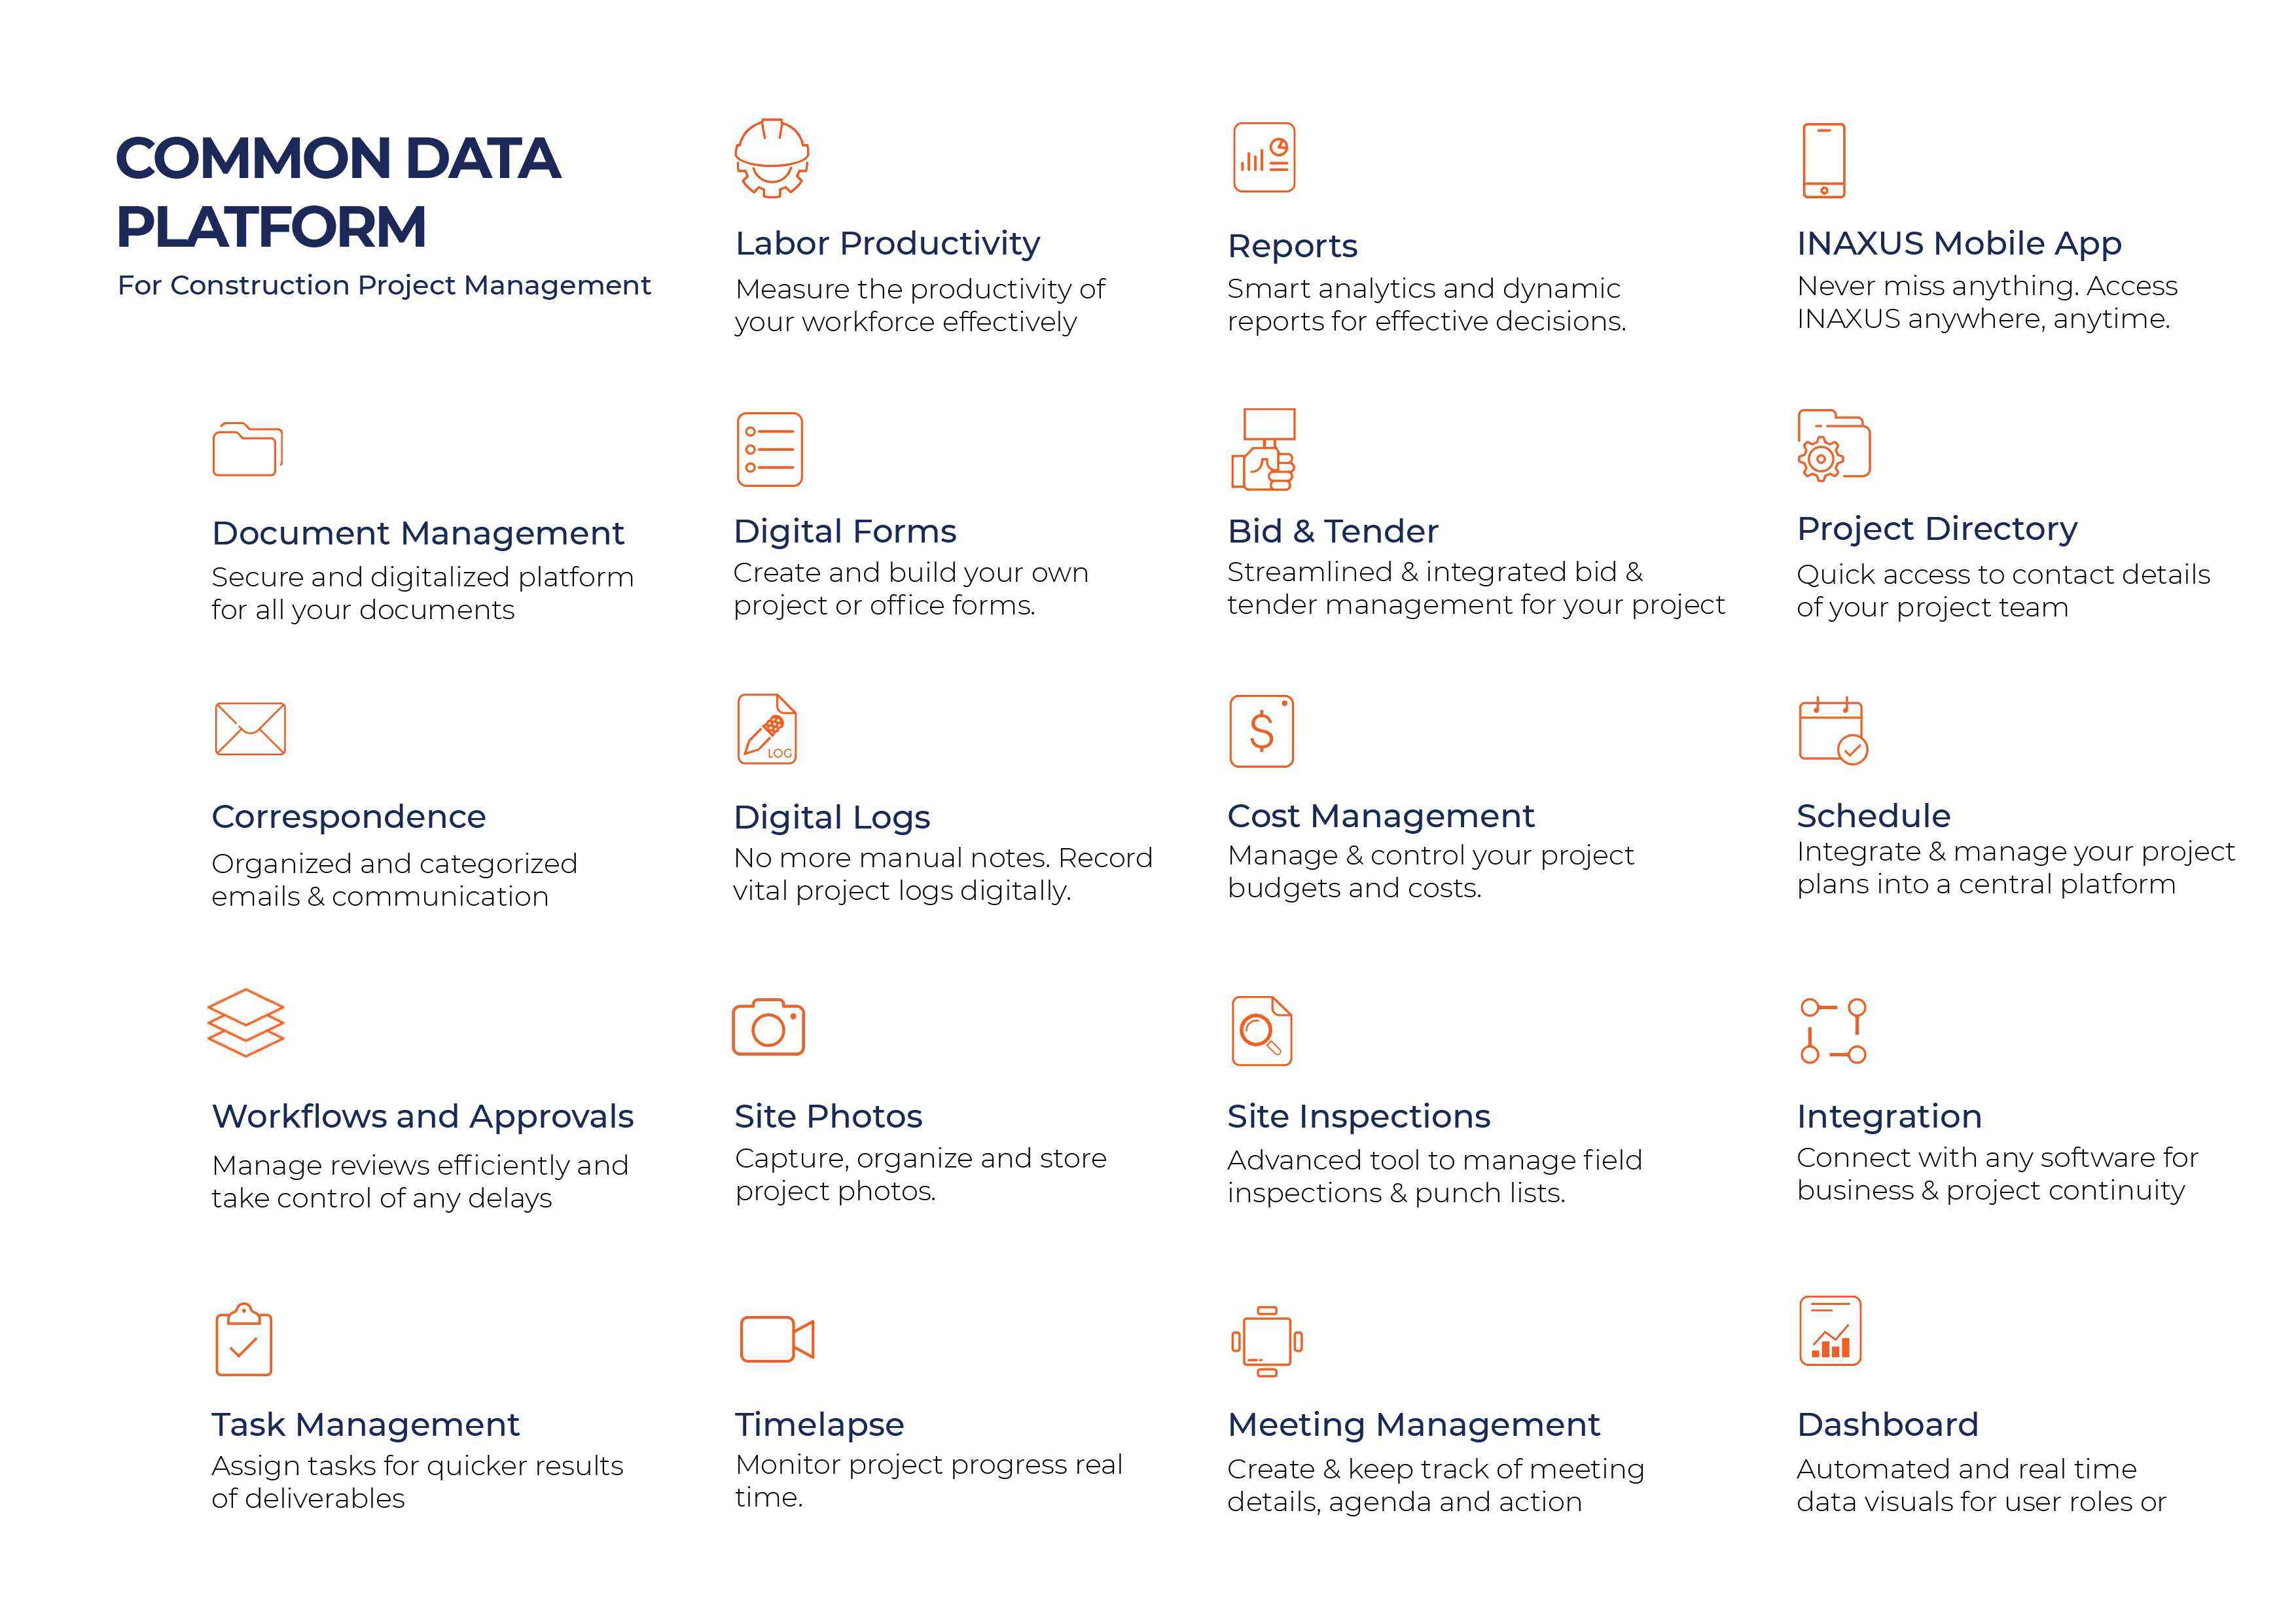 COMMON DATA
PLATFORM
For Construction Project Management
Labor Productivity
Measure the productivity of
your workforce effectively
Reports
Smart analytics and dynamic
reports for effective decisions.
INAXUS Mobile App
Never miss anything. Access
INAXUS anywhere, anytime.
Document Management
Secure and digitalized platform
for all your documents
Digital Forms
Create and build your own
project or office forms.
Bid & Tender
Streamlined & integrated bid &
tender management for your project
Project Directory
Quick access to contact details
of your project team
Correspondence
Organized and categorized
emails & communication
LOG
Digital Logs
No more manual notes. Record
vital project logs digitally.
$
Cost Management
Manage & control your project
budgets and costs.
Schedule
Integrate & manage your project
plans into a central platform
Workflows and Approvals
Manage reviews efficiently and
take control of any delays
Site Photos
Capture, organize and store
project photos.
Site Inspections
Advanced tool to manage field
inspections & punch lists.
Integration
Connect with any software for
business & project continuity
Task Management
Assign tasks for quicker results
of deliverables
Timelapse
Monitor project progress real
time.
Meeting Management
Create & keep track of meeting
details, agenda and action
Dashboard
Automated and real time
data visuals for user roles or